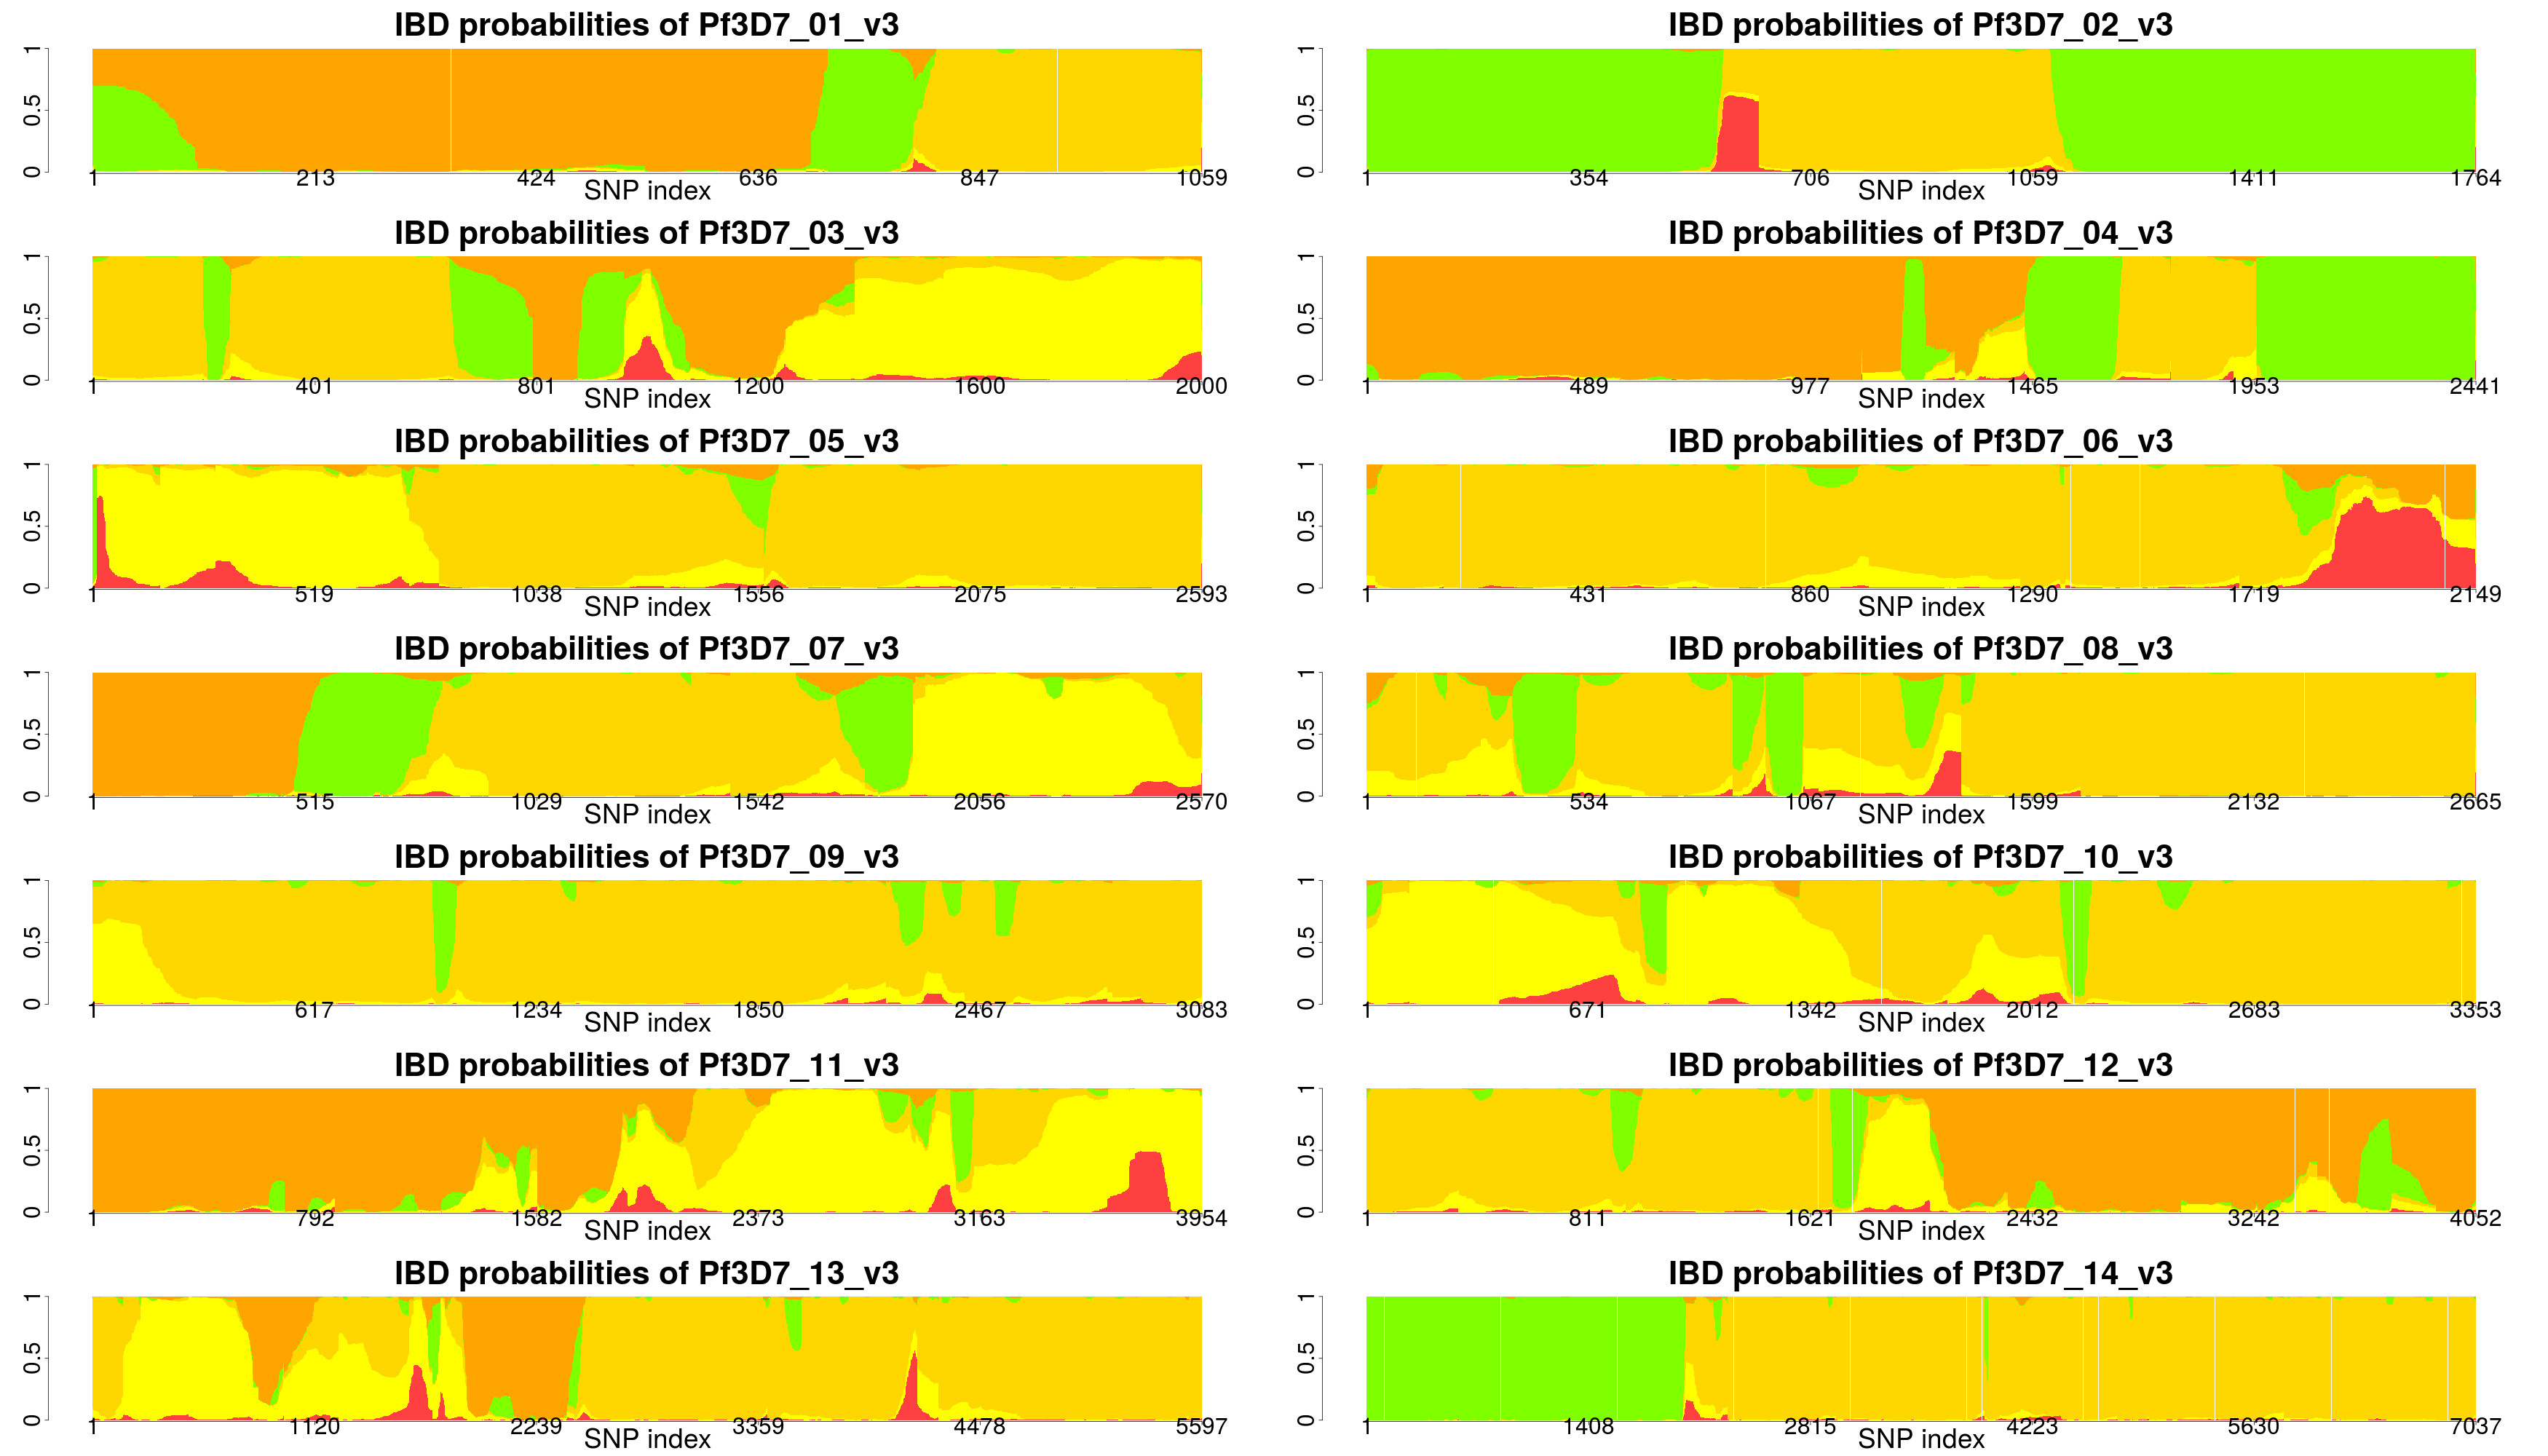 IBD probabilities of Pf3D7_01_v3
0 0.5 1
1 213 424 636 847 1059
SNP index
IBD probabilities of Pf3D7_02_v3
0 0.5 1
1 354 706 1059 1411 1764
SNP index
IBD probabilities of Pf3D7_03_v3
0 0.5 1
1 401 801 1200 1600 2000
SNP index
IBD probabilities of Pf3D7_04_v3
0 0.5 1
1 489 977 1465 1953 2441
SNP index
IBD probabilities of Pf3D7_05_v3
0 0.5 1
1 519 1038 1556 2075 2593
SNP index
IBD probabilities of Pf3D7_06_v3
0 0.5 1
1 431 860 1290 1719 2149
SNP index
IBD probabilities of Pf3D7_07_v3
0 0.5 1
1 515 1029 1542 2056 2570
SNP index
IBD probabilities of Pf3D7_08_v3
0 0.5 1
1 534 1067 1599 2132 2665
SNP index
IBD probabilities of Pf3D7_09_v3
0 0.5 1
1 617 1234 1850 2467 3083
SNP index
IBD probabilities of Pf3D7_10_v3
0 0.5 1
1 671 1342 2012 2683 3353
SNP index
IBD probabilities of Pf3D7_11_v3
0 0.5 1
1 792 1582 2373 3163 3954
SNP index
IBD probabilities of Pf3D7_12_v3
0 0.5 1
1 811 1621 2432 3242 4052
SNP index
IBD probabilities of Pf3D7_13_v3
0 0.5 1
1 1120 2239 3359 4478 5597
SNP index
IBD probabilities of Pf3D7_14_v3
0 0.5 1
1 1408 2815 4223 5630 7037
SNP index